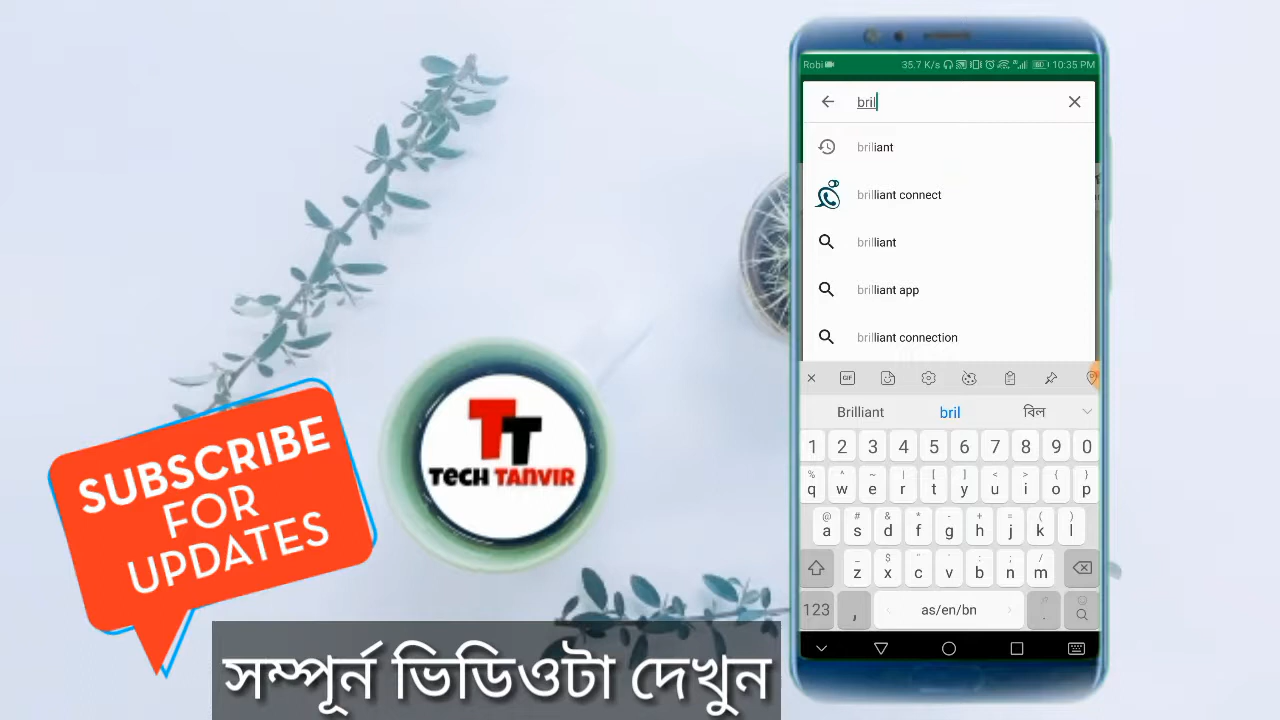 SUBSCRIBE
FOR
UPDATES
TT
TECH TANVIR
সম্পূর্ন ভিডিওটা দেখুন
Robi 35.7 K/s 10:35 PM
bril
brilliant
brilliant connect
brilliant
brilliant app
brilliant connection
GIF
Brilliant bril বিল
1 2 3 4 5 6 7 8 9 0
% ^ ~ | [ ] < > { }
q w e r t y u i o p
@ # & * - + = ( )
a s d f g h j k l
_ $ " ' : ; /
z x c v b n m
123 , as/en/bn .